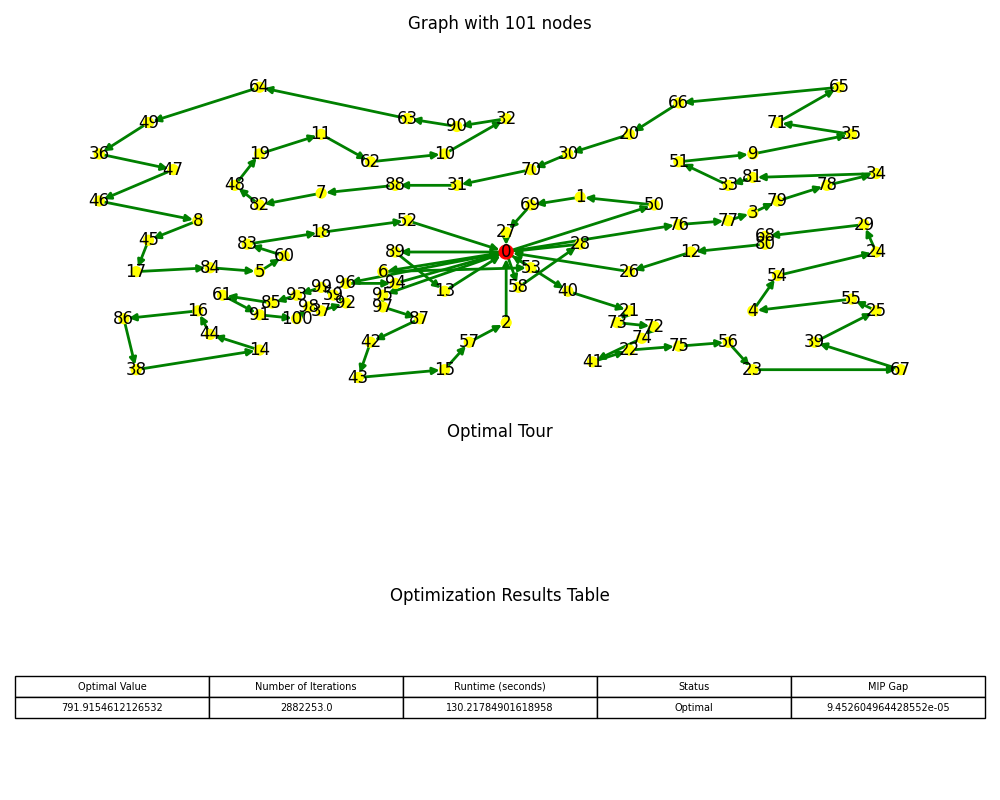 Graph with 101 nodes
64 65
66
49 63 90 32 71
11 20 35
36 19 62 10 30 51 9
47 70 81 34
48 7 88 31 33 78
46 82 69 1 50 79
8 52 3
45 83 18 27 28 76 77 68 29
60 89 0 80 12 24
17 84 5 6 53 26 54
96 94 58 40
61 93 99 59 95 13 55
85 98 92 97
86 16 91 100 37 87 2 21 4 25
44 73 72
14 42 57 74 22 75 56 39
38 43 15 41 23 67
Optimal Tour
Optimization Results Table
Optimal Value Number of Iterations Runtime (seconds) Status MIP Gap
791.9154612126532 2882253.0 130.21784901618958 Optimal 9.452604964428552e-05